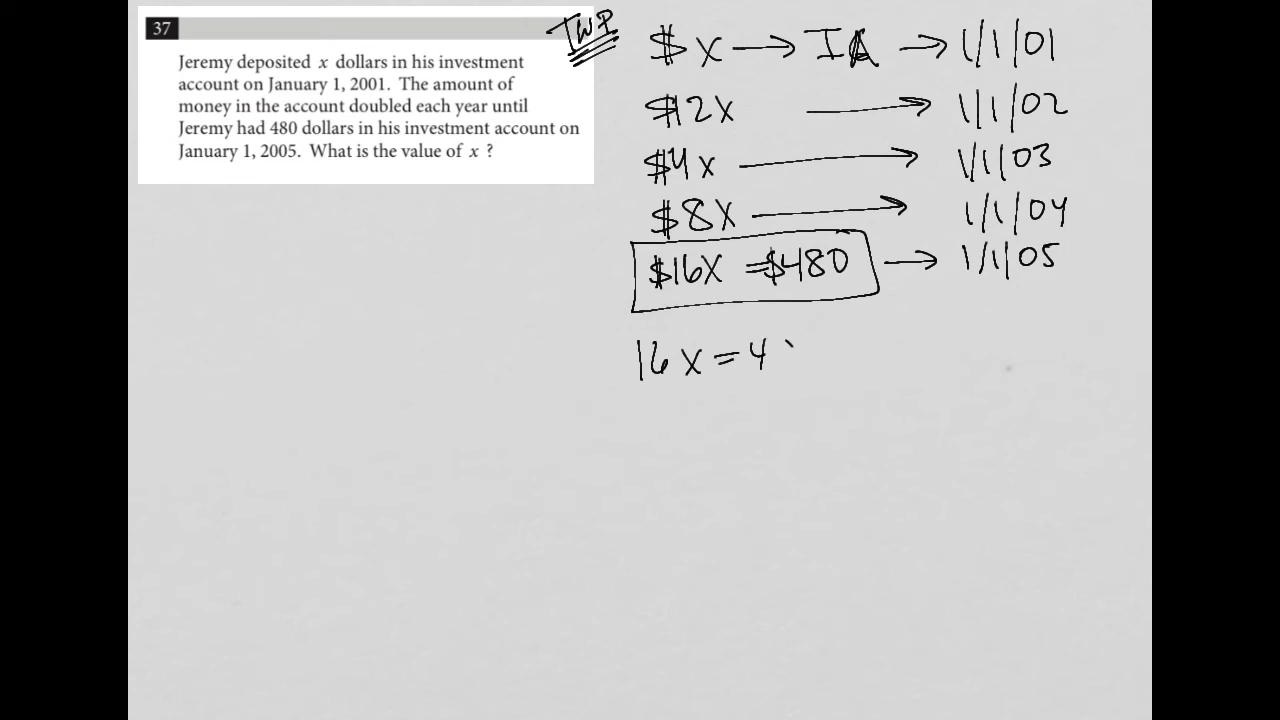 37
Jeremy deposited x dollars in his investment
account on January 1, 2001. The amount of
money in the account doubled each year until
Jeremy had 480 dollars in his investment account on
January 1, 2005. What is the value of x ?
TWP
$X → IA → 1/1/01
$2X → 1/1/02
$4X → 1/1/03
$8X → 1/1/04
$16X = $480 → 1/1/05
16X = 4